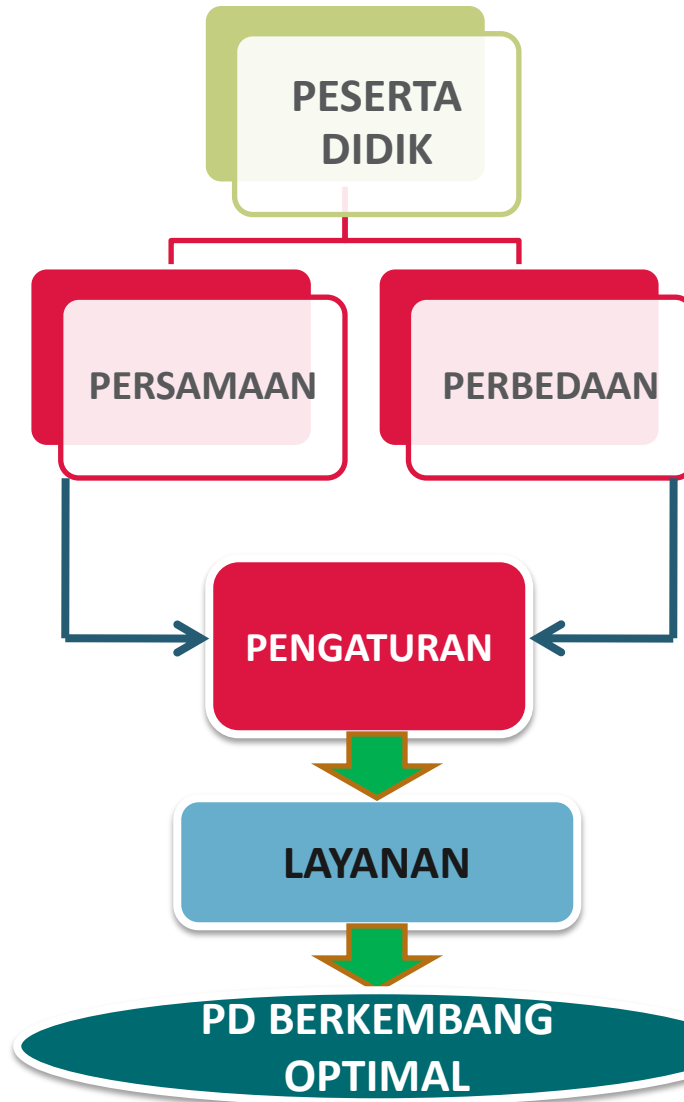 PESERTA
DIDIK
PERSAMAAN
PERBEDAAN
PENGATURAN
LAYANAN
PD BERKEMBANG
OPTIMAL